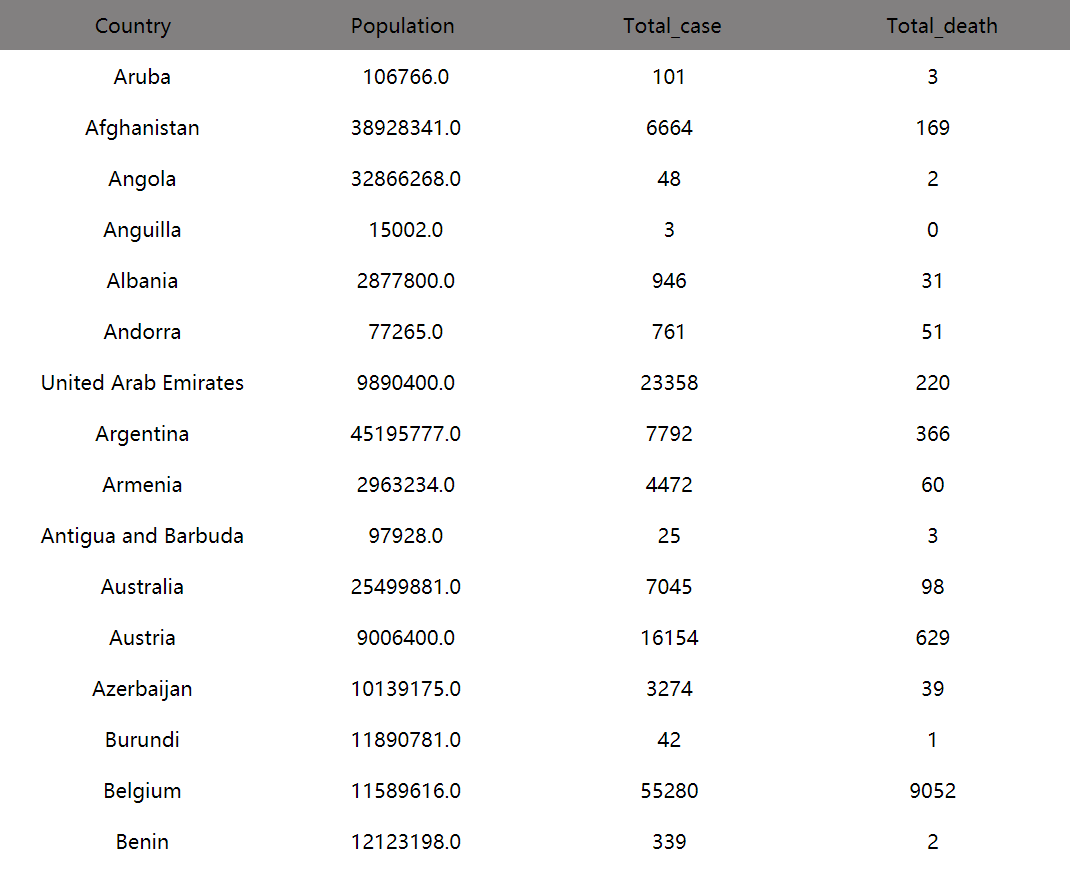 Country Population Total_case Total_death
Aruba 106766.0 101 3
Afghanistan 38928341.0 6664 169
Angola 32866268.0 48 2
Anguilla 15002.0 3 0
Albania 2877800.0 946 31
Andorra 77265.0 761 51
United Arab Emirates 9890400.0 23358 220
Argentina 45195777.0 7792 366
Armenia 2963234.0 4472 60
Antigua and Barbuda 97928.0 25 3
Australia 25499881.0 7045 98
Austria 9006400.0 16154 629
Azerbaijan 10139175.0 3274 39
Burundi 11890781.0 42 1
Belgium 11589616.0 55280 9052
Benin 12123198.0 339 2